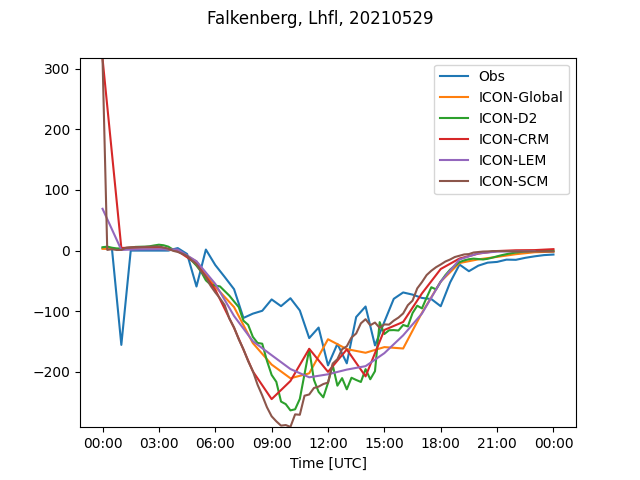 Falkenberg, Lhfl, 20210529
300
200
100
0
−100
−200
Obs
ICON-Global
ICON-D2
ICON-CRM
ICON-LEM
ICON-SCM
00:00 03:00 06:00 09:00 12:00 15:00 18:00 21:00 00:00
Time [UTC]